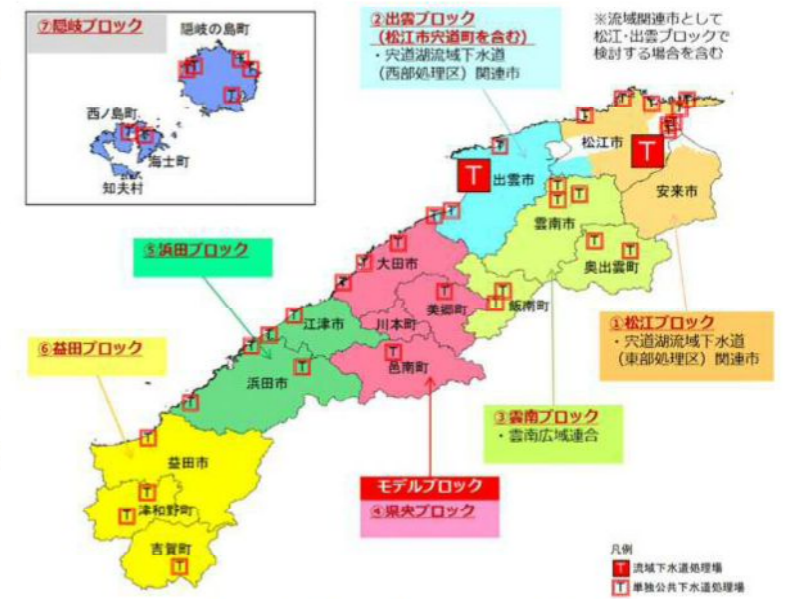 ⑦隠岐ブロック
隠岐の島町
西ノ島町
海士町
知夫村
②出雲ブロック
(松江市宍道町を含む)
・宍道湖流域下水道
(西部処理区)関連市
※流域関連市として
松江・出雲ブロックで
検討する場合を含む
松江市
T
T
出雲市
安来市
雲南市
奥出雲町
⑤浜田ブロック
大田市
飯南町
美郷町
江津市
川本町
①松江ブロック
・宍道湖流域下水道
(東部処理区)関連市
⑥益田ブロック
邑南町
浜田市
③雲南ブロック
・雲南広域連合
益田市
モデルブロック
④県央ブロック
津和野町
吉賀町
凡例
T 流域下水道処理場
T 単独公共下水道処理場